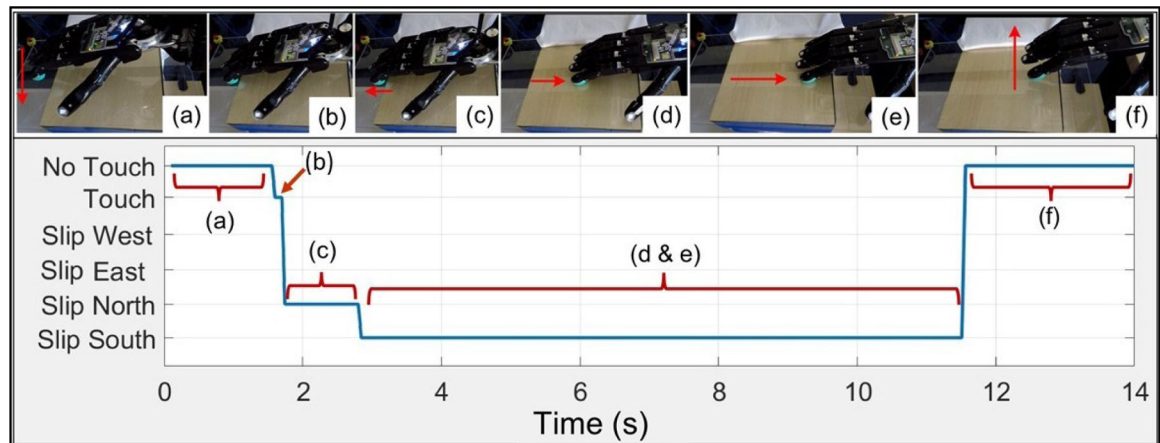 (a) (b) (c) (d) (e) (f)
No Touch
(b)
Touch
(a)
(f)
Slip West
(c)
(d & e)
Slip East
Slip North
Slip South
0 2 4 6 8 10 12 14
Time (s)